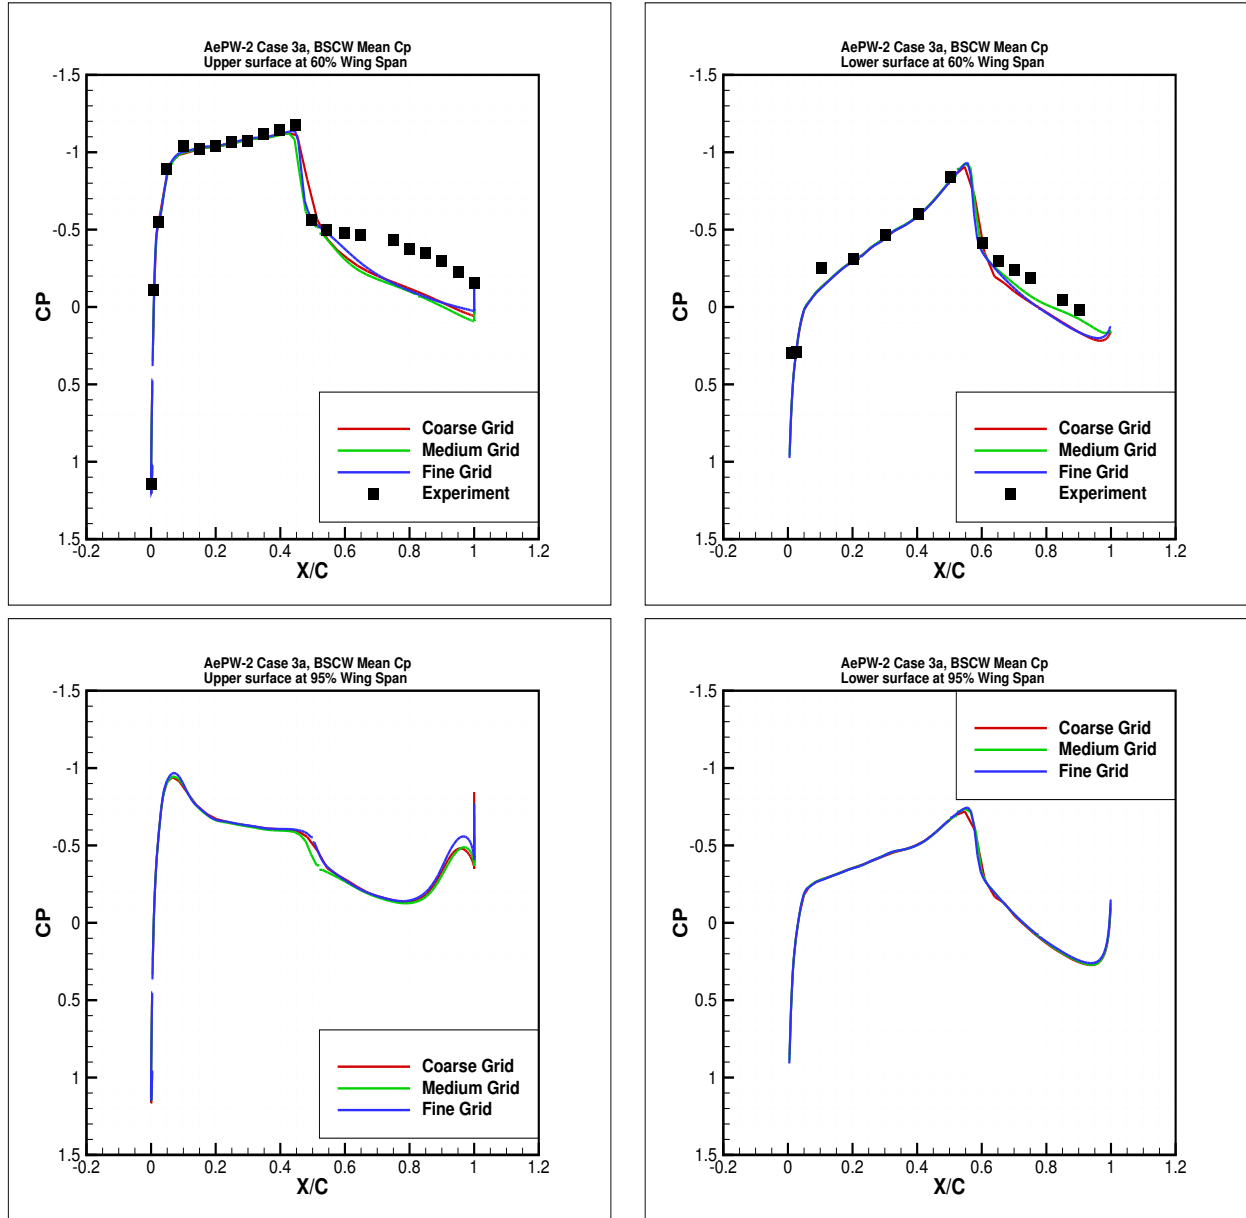 AePW-2 Case 3a, BSCW Mean Cp
Upper surface at 60% Wing Span
-1.5
-1
-0.5
0
0.5
1
1.5
CP
-0.2
0
0.2
0.4
0.6
0.8
1
1.2
X/C
Coarse Grid
Medium Grid
Fine Grid
Experiment
AePW-2 Case 3a, BSCW Mean Cp
Lower surface at 60% Wing Span
-1.5
-1
-0.5
0
0.5
1
1.5
CP
-0.2
0
0.2
0.4
0.6
0.8
1
1.2
X/C
Coarse Grid
Medium Grid
Fine Grid
Experiment
AePW-2 Case 3a, BSCW Mean Cp
Upper surface at 95% Wing Span
-1.5
-1
-0.5
0
0.5
1
1.5
CP
-0.2
0
0.2
0.4
0.6
0.8
1
1.2
X/C
Coarse Grid
Medium Grid
Fine Grid
AePW-2 Case 3a, BSCW Mean Cp
Lower surface at 95% Wing Span
-1.5
-1
-0.5
0
0.5
1
1.5
CP
-0.2
0
0.2
0.4
0.6
0.8
1
1.2
X/C
Coarse Grid
Medium Grid
Fine Grid